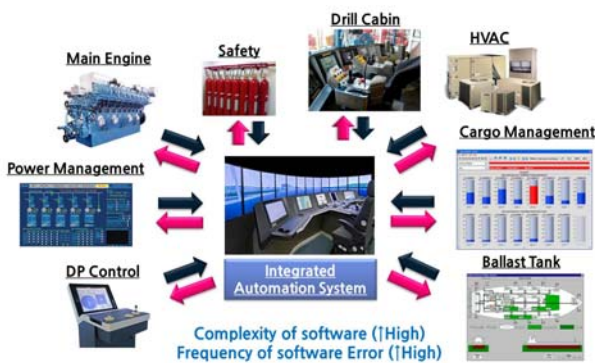 Drill Cabin
HVAC
Safety
Main Engine
Cargo Management
Power Management
DP Control
Integrated
Automation System
Ballast Tank
Complexity of software (↑High)
Frequency of software Error (↑High)